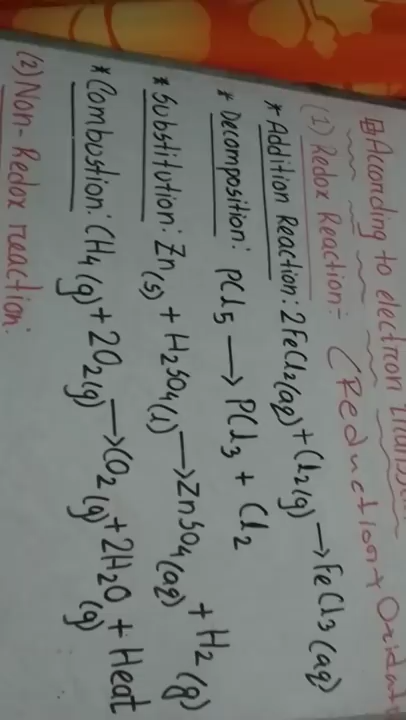 ⊞ According to electron
(1) Redox Reaction:- (Reduction +
* Addition Reaction: 2FeCl2(aq) + Cl2(g) → FeCl3(aq)
* Decomposition: PCl5 → PCl3 + Cl2
* Substitution: Zn(s) + H2SO4(l) → ZnSO4(aq) + H2(g)
* Combustion: CH4(g) + 2O2(g) → CO2(g) + 2H2O(g) + Heat
(2) Non-Redox reaction: